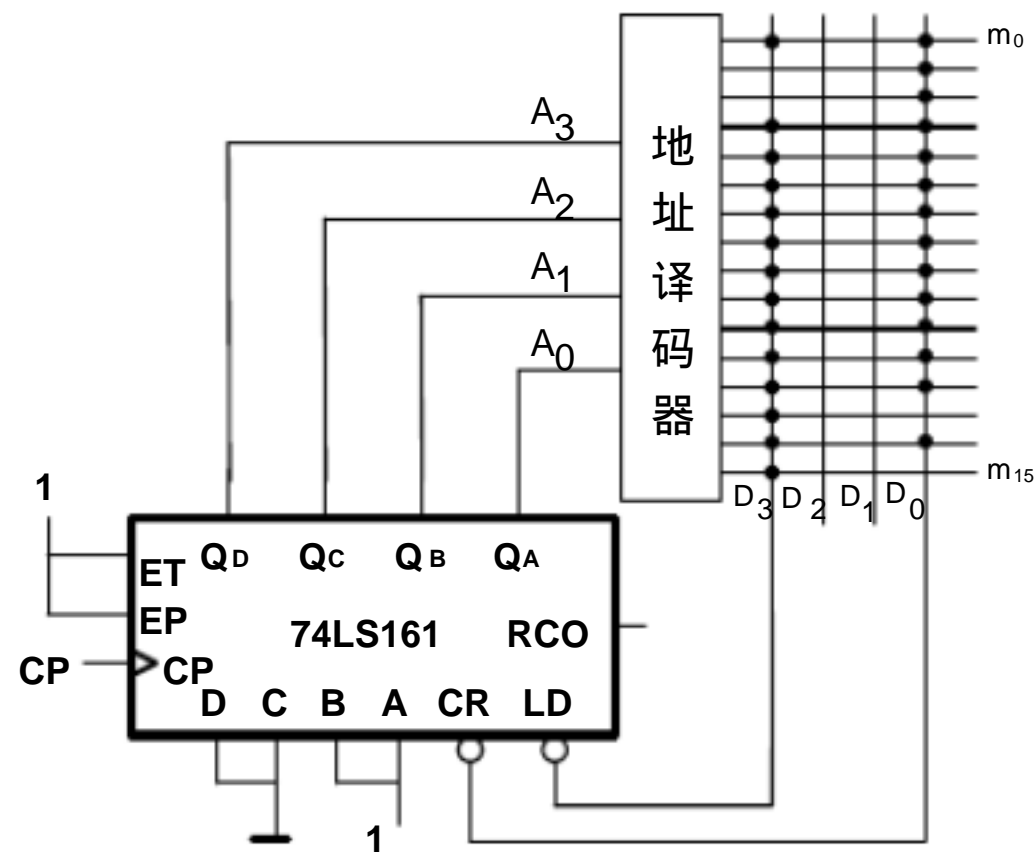 m0
A3
地
A2
址
A1
译
A0
码
器
m15
D3 D2 D1 D0
1
QD QC QB QA
ET
EP
74LS161 RCO
CP CP
D C B A CR LD
1